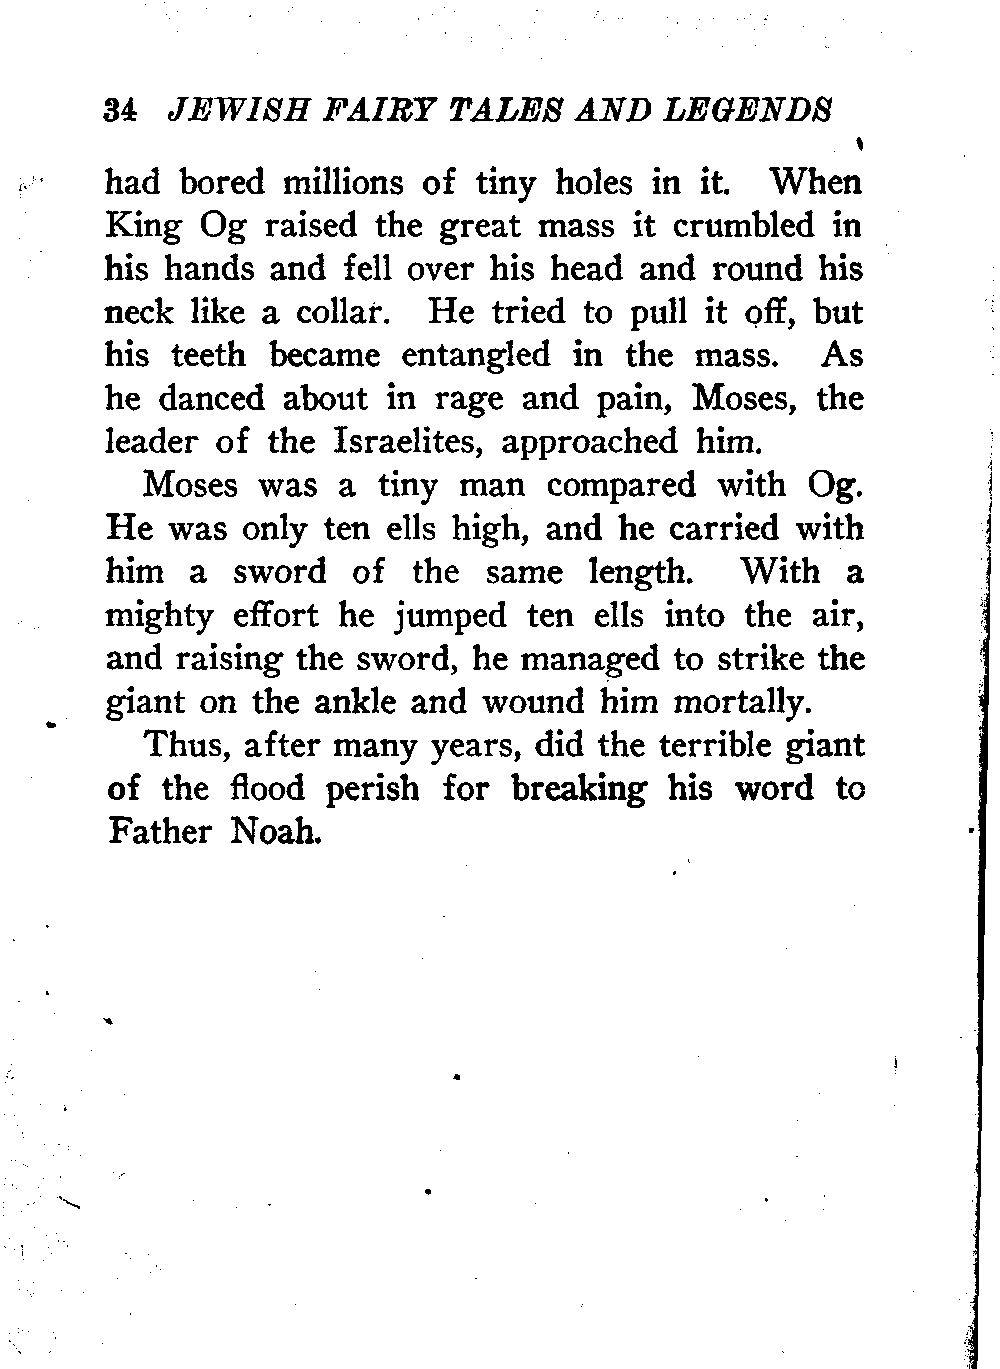 34 JEWISH FAIRY TALES AND LEGENDS
had bored millions of tiny holes in it. When
King Og raised the great mass it crumbled in
his hands and fell over his head and round his
neck like a collar. He tried to pull it off, but
his teeth became entangled in the mass. As
he danced about in rage and pain, Moses, the
leader of the Israelites, approached him.
Moses was a tiny man compared with Og.
He was only ten ells high, and he carried with
him a sword of the same length. With a
mighty effort he jumped ten ells into the air,
and raising the sword, he managed to strike the
giant on the ankle and wound him mortally.
Thus, after many years, did the terrible giant
of the flood perish for breaking his word to
Father Noah.